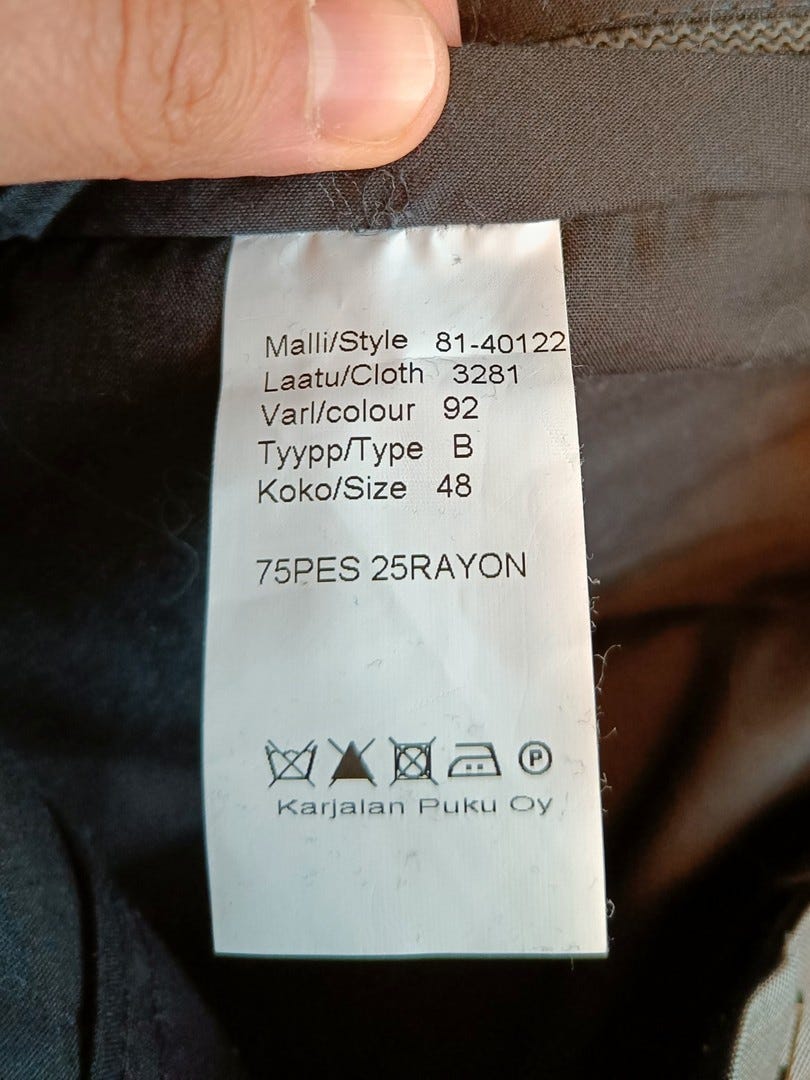 Malli/Style 81-40122
Laatu/Cloth 3281
Varl/colour 92
Tyypp/Type B
Koko/Size 48
75PES 25RAYON
P
Karjalan Puku Oy